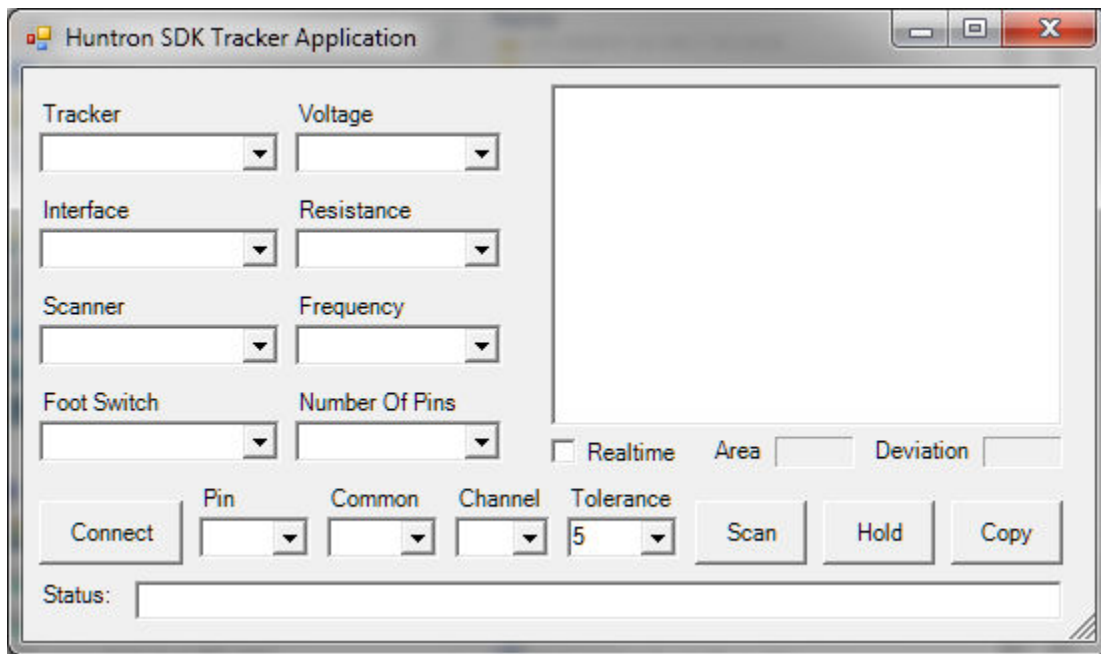 Huntron SDK Tracker Application
Tracker Voltage
Interface Resistance
Scanner Frequency
Foot Switch Number Of Pins
Realtime Area Deviation
Pin Common Channel Tolerance
Connect 5 Scan Hold Copy
Status: